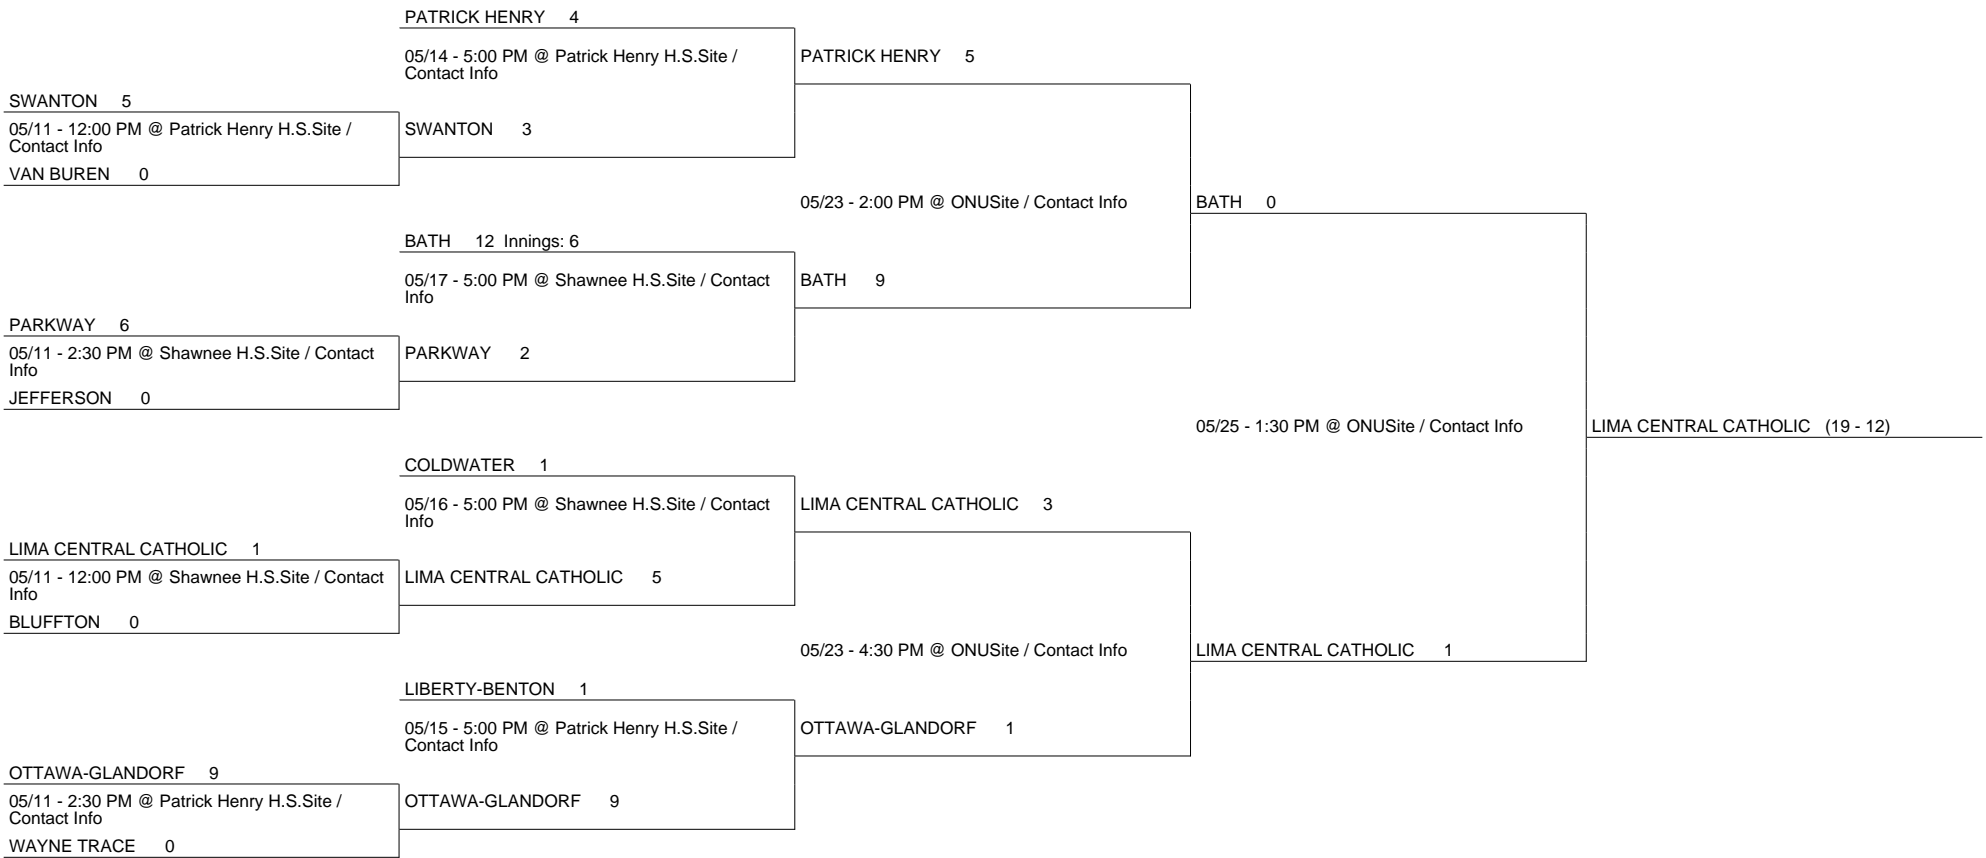 PATRICK HENRY 4
05/14 - 5:00 PM @ Patrick Henry H.S.Site /
Contact Info
PATRICK HENRY 5
SWANTON 5
05/11 - 12:00 PM @ Patrick Henry H.S.Site /
Contact Info
SWANTON 3
VAN BUREN 0
05/23 - 2:00 PM @ ONUSite / Contact Info
BATH 0
BATH 12 Innings: 6
05/17 - 5:00 PM @ Shawnee H.S.Site / Contact
Info
BATH 9
PARKWAY 6
05/11 - 2:30 PM @ Shawnee H.S.Site / Contact
Info
PARKWAY 2
JEFFERSON 0
05/25 - 1:30 PM @ ONUSite / Contact Info
LIMA CENTRAL CATHOLIC (19 - 12)
COLDWATER 1
05/16 - 5:00 PM @ Shawnee H.S.Site / Contact
Info
LIMA CENTRAL CATHOLIC 3
LIMA CENTRAL CATHOLIC 1
05/11 - 12:00 PM @ Shawnee H.S.Site / Contact
Info
LIMA CENTRAL CATHOLIC 5
BLUFFTON 0
05/23 - 4:30 PM @ ONUSite / Contact Info
LIMA CENTRAL CATHOLIC 1
LIBERTY-BENTON 1
05/15 - 5:00 PM @ Patrick Henry H.S.Site /
Contact Info
OTTAWA-GLANDORF 1
OTTAWA-GLANDORF 9
05/11 - 2:30 PM @ Patrick Henry H.S.Site /
Contact Info
OTTAWA-GLANDORF 9
WAYNE TRACE 0